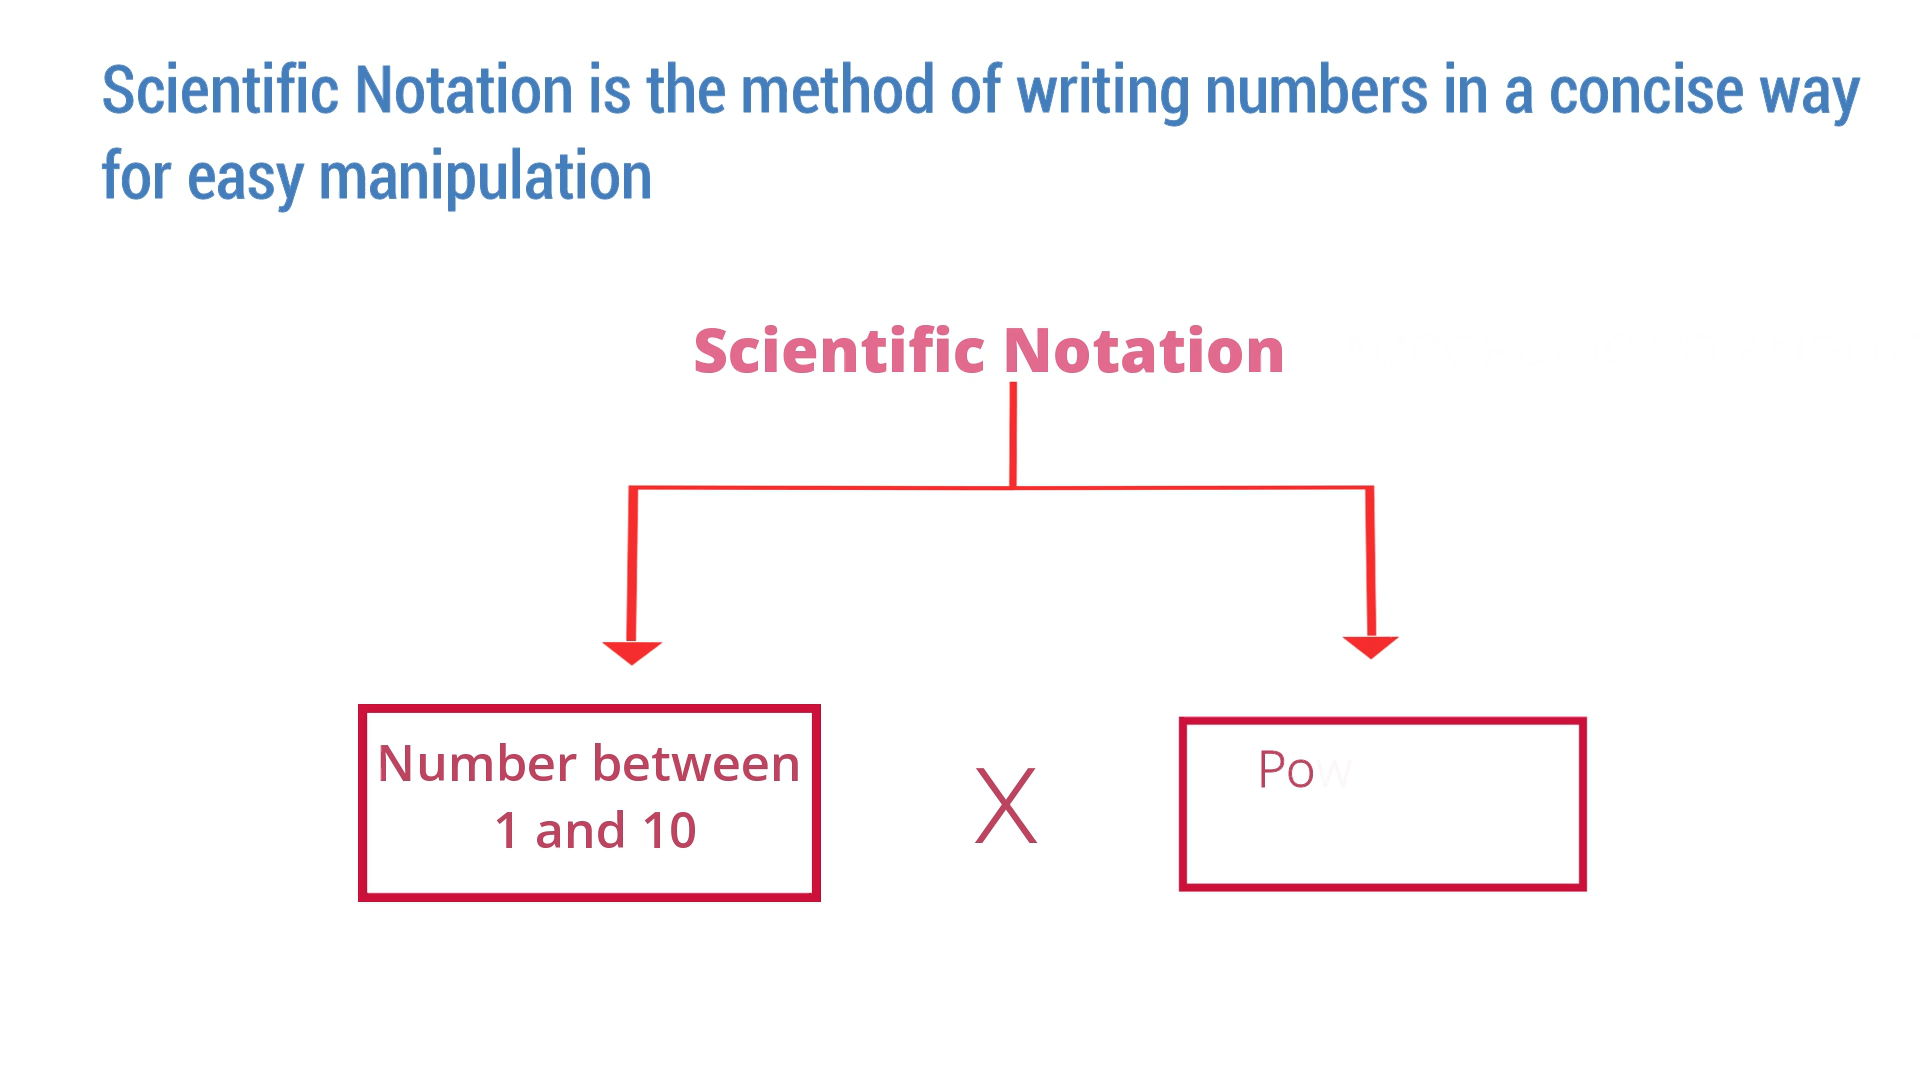 Scientific Notation is the method of writing numbers in a concise way
for easy manipulation
Scientific Notation
Number between
1 and 10
X
Pow